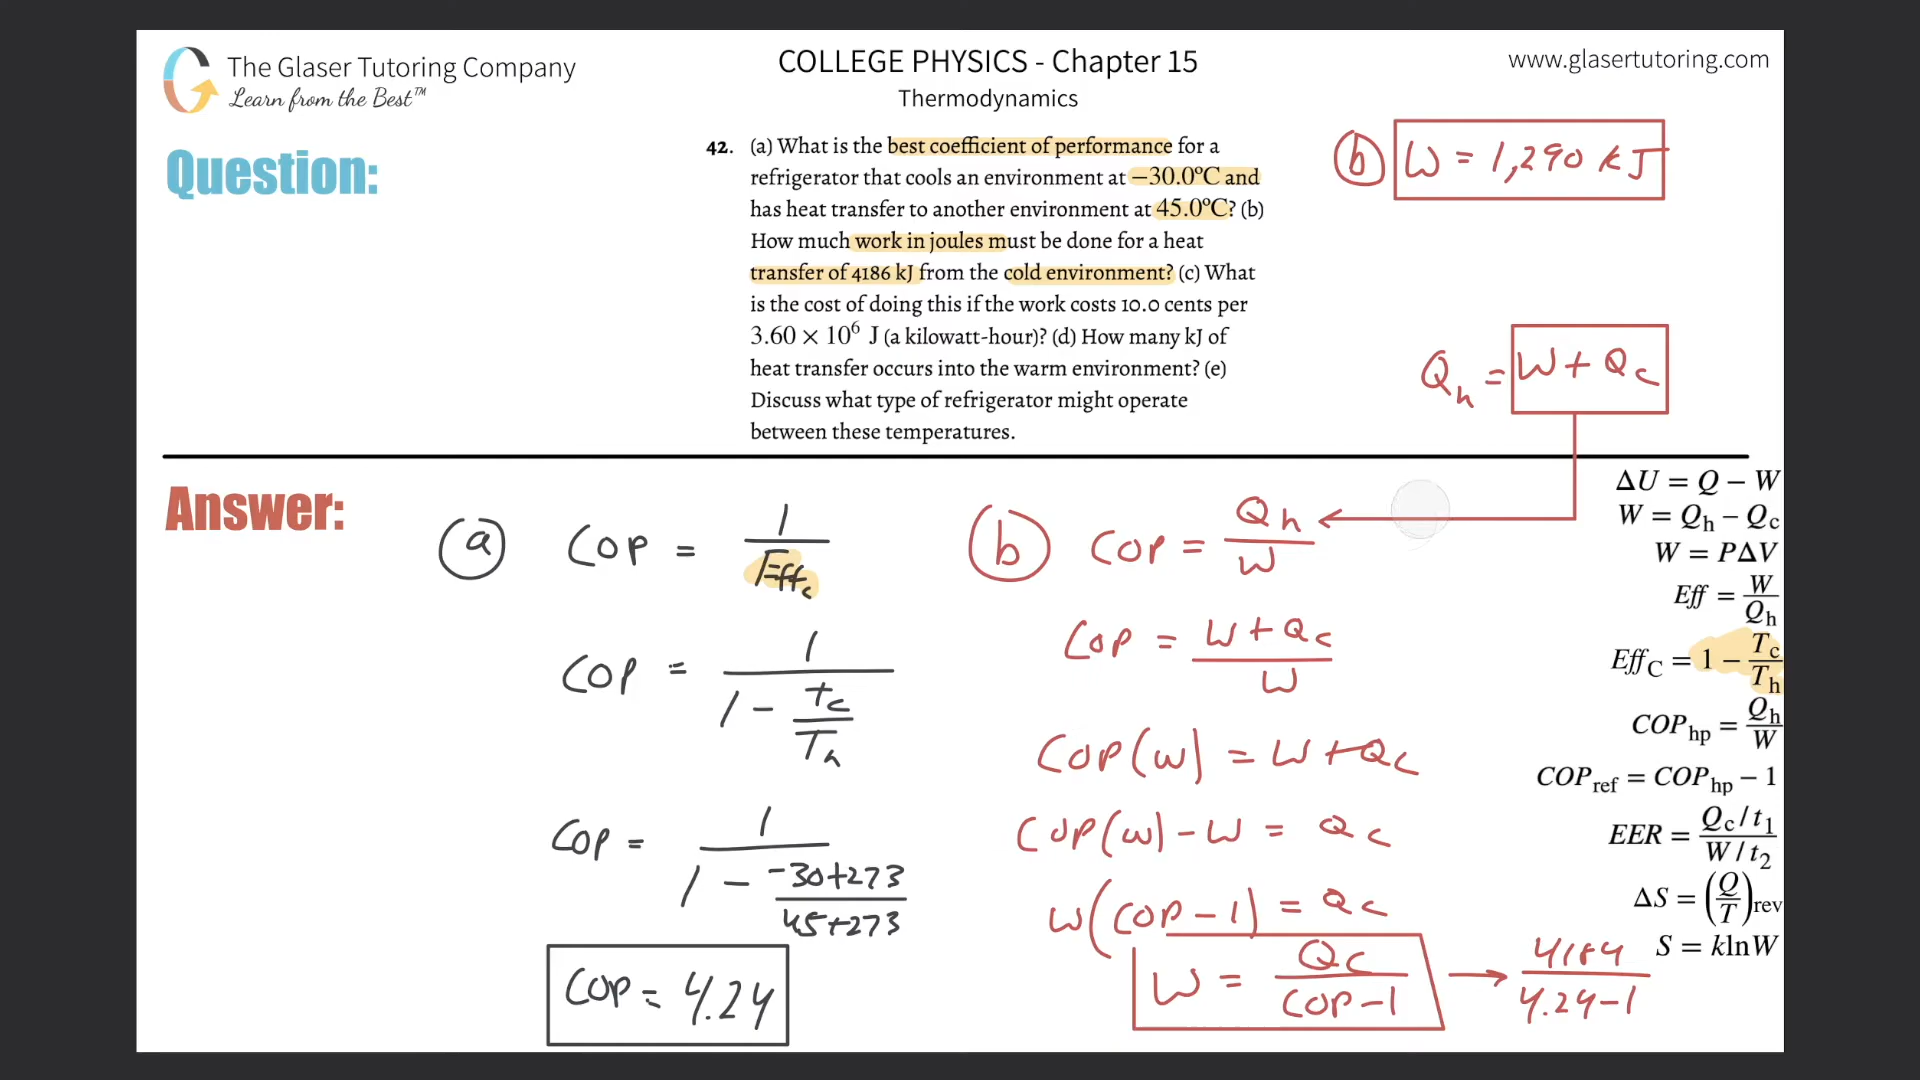 The Glaser Tutoring Company
Learn from the Best™
COLLEGE PHYSICS - Chapter 15
Thermodynamics
www.glasertutoring.com
Question:
42. (a) What is the best coefficient of performance for a
refrigerator that cools an environment at −30.0ºC and
has heat transfer to another environment at 45.0ºC? (b)
How much work in joules must be done for a heat
transfer of 4186 kJ from the cold environment? (c) What
is the cost of doing this if the work costs 10.0 cents per
3.60 × 10⁶ J (a kilowatt-hour)? (d) How many kJ of
heat transfer occurs into the warm environment? (e)
Discuss what type of refrigerator might operate
between these temperatures.
(b) W = 1,290 kJ
Qh = W + Qc
Answer:
(a) COP = 1 / Effc
COP = 1 / (1 − Tc/Th)
COP = 1 / (1 − (−30+273)/(45+273))
COP = 4.24
(b) COP = Qh / W
COP = (W + Qc) / W
COP(W) = W + Qc
COP(W) − W = Qc
W(COP − 1) = Qc
W = Qc / (COP − 1) → 4184 / (4.24 − 1)
ΔU = Q − W
W = Qh − Qc
W = PΔV
Eff = W / Qh
EffC = 1 − Tc / Th
COPhp = Qh / W
COPref = COPhp − 1
EER = (Qc / t1) / (W / t2)
ΔS = (Q / T)rev
S = klnW